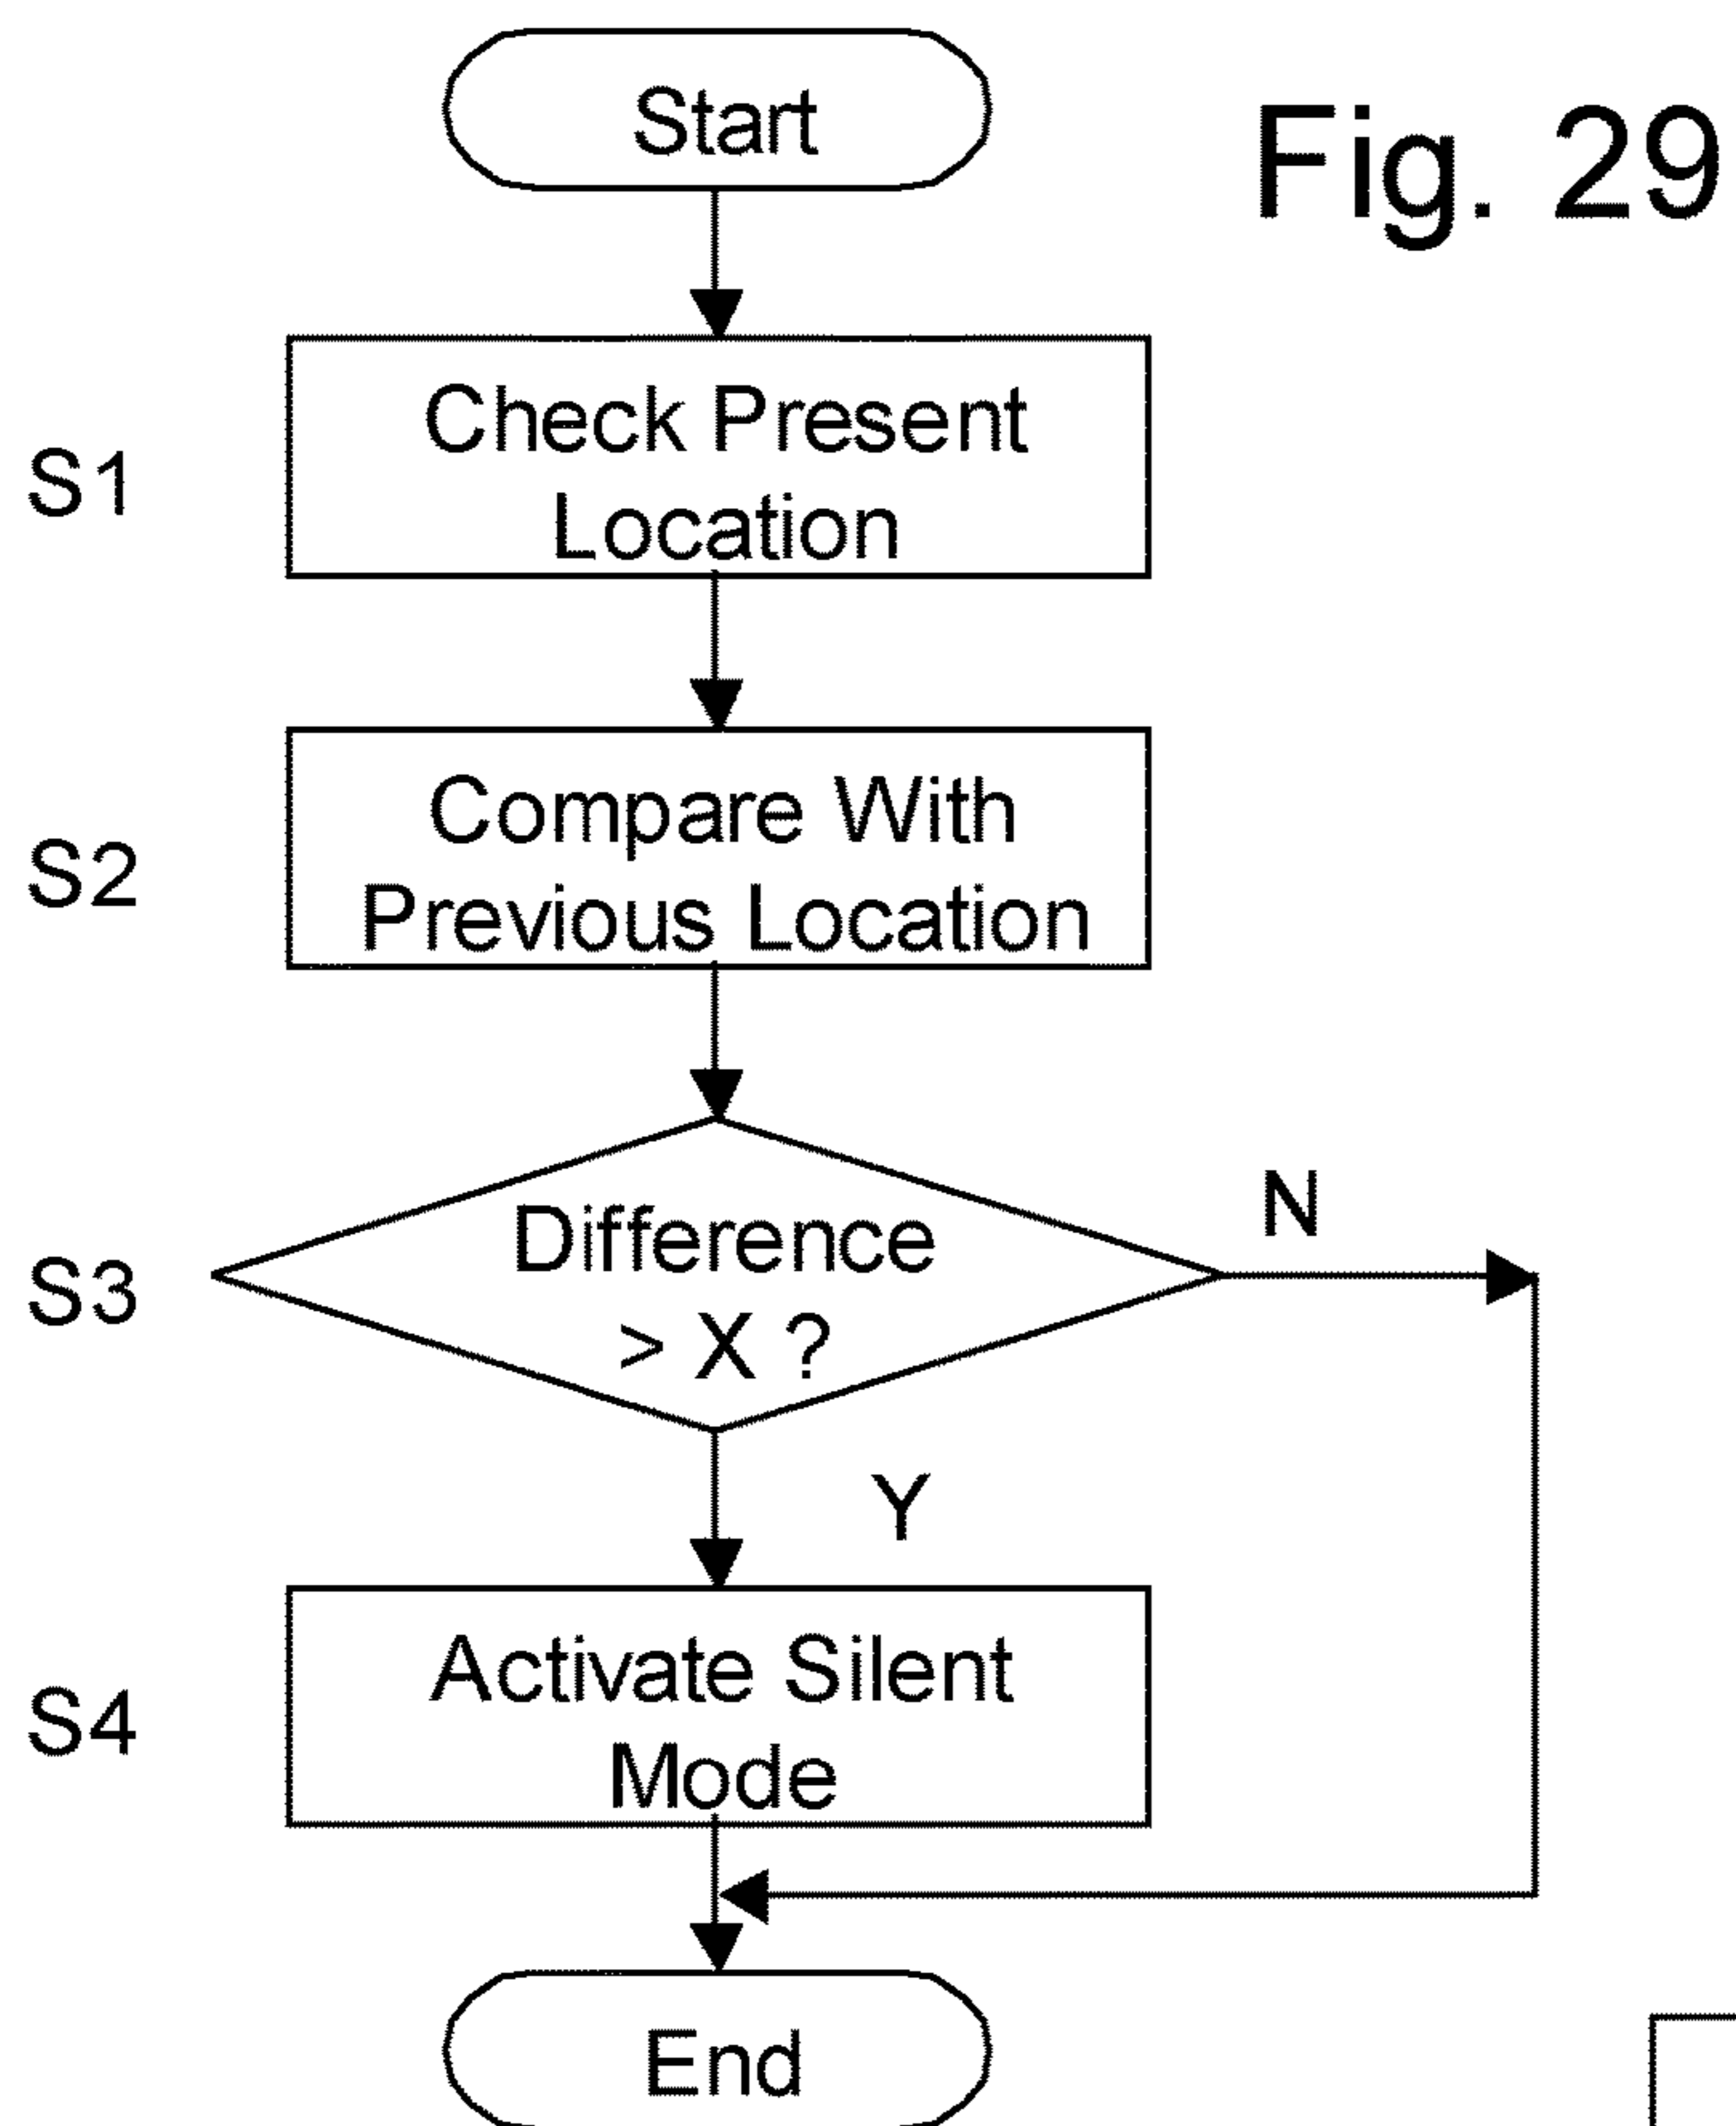 Start
Fig. 29
S1
Check Present
Location
S2
Compare With
Previous Location
S3
Difference
> X ?
N
Y
S4
Activate Silent
Mode
End